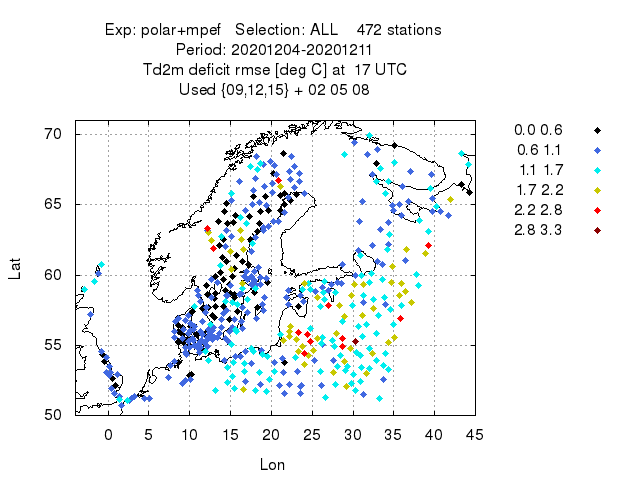 Exp: polar+mpef Selection: ALL 472 stations
Period: 20201204-20201211
Td2m deficit rmse [deg C] at 17 UTC
Used {09,12,15} + 02 05 08
0.0 0.6
0.6 1.1
1.1 1.7
1.7 2.2
2.2 2.8
2.8 3.3
70
65
60
55
50
Lat
0 5 10 15 20 25 30 35 40 45
Lon